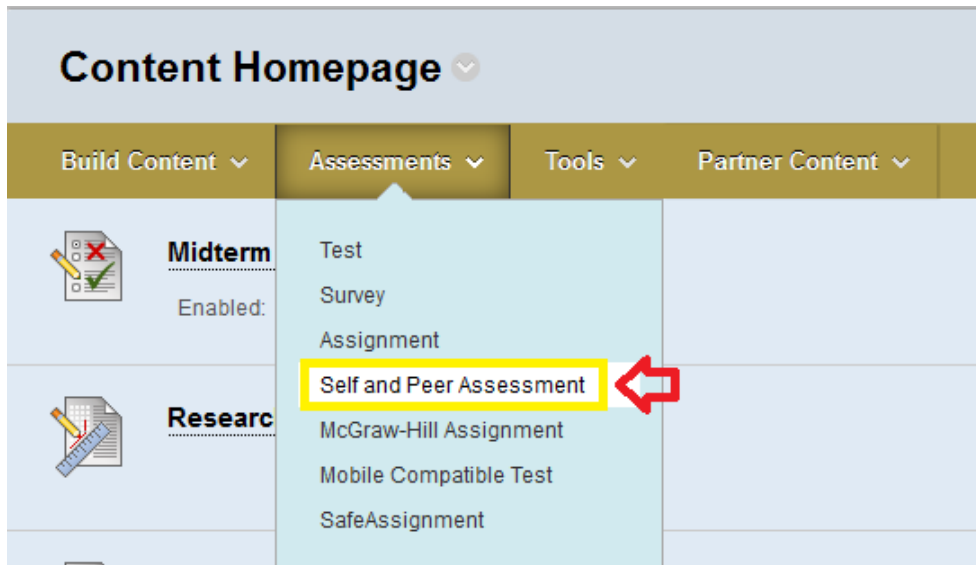 Content Homepage
Build Content Assessments Tools Partner Content
Midterm
Enabled:
Test
Survey
Assignment
Self and Peer Assessment
Researc
McGraw-Hill Assignment
Mobile Compatible Test
SafeAssignment